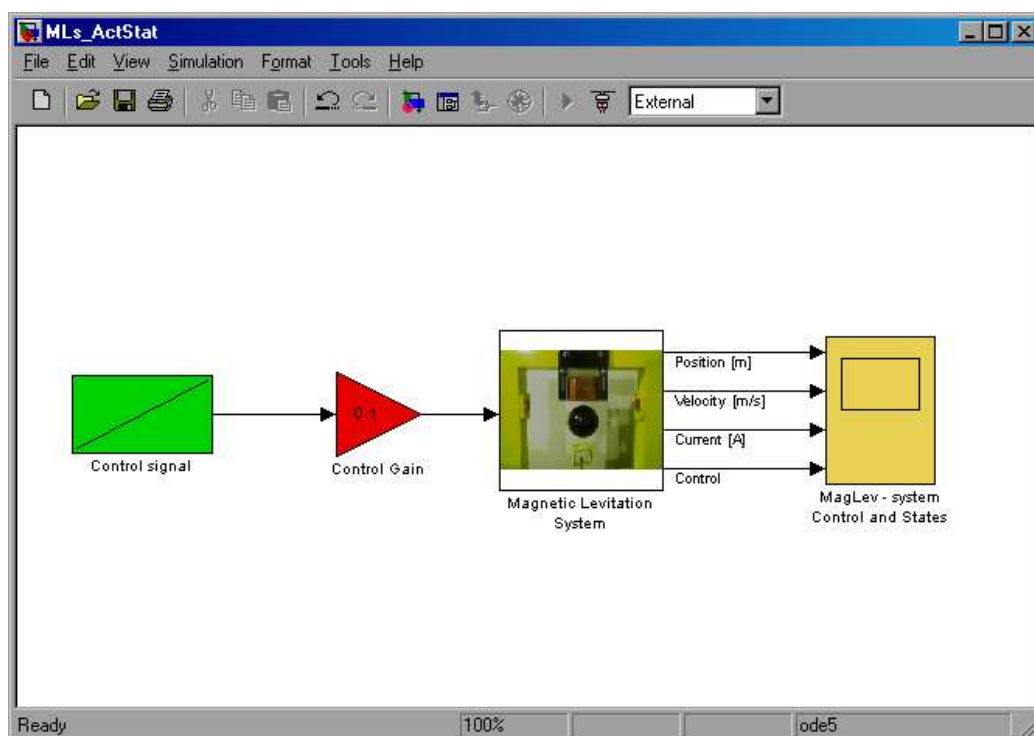 MLs_ActStat
File Edit View Simulation Format Tools Help
External
0.1
Position [m]
Velocity [m/s]
Current [A]
Control
Control signal
Control Gain
Magnetic Levitation
System
MagLev - system
Control and States
Ready 100% ode5